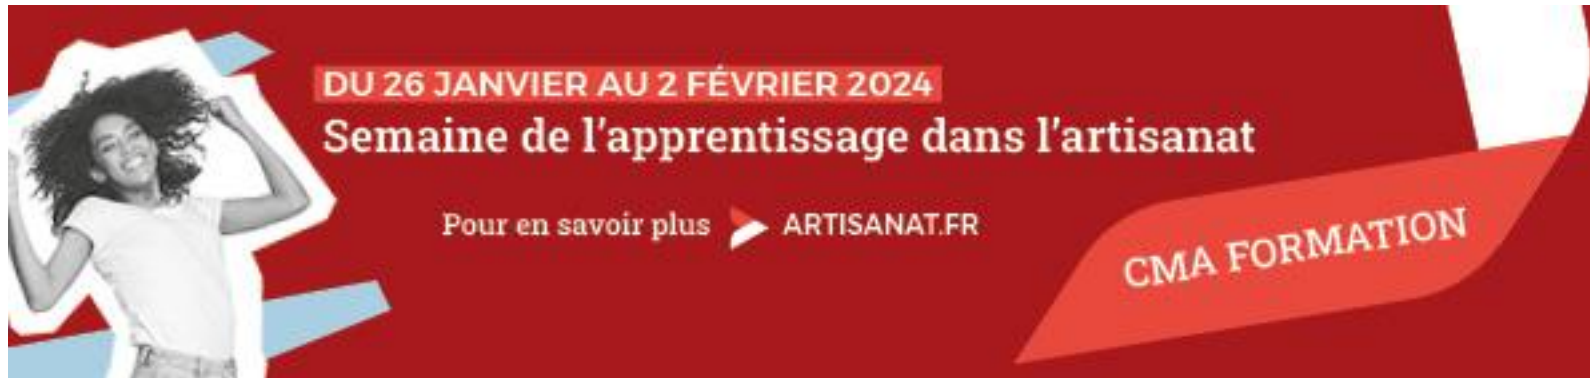 DU 26 JANVIER AU 2 FÉVRIER 2024
Semaine de l'apprentissage dans l'artisanat
Pour en savoir plus ARTISANAT.FR
CMA FORMATION